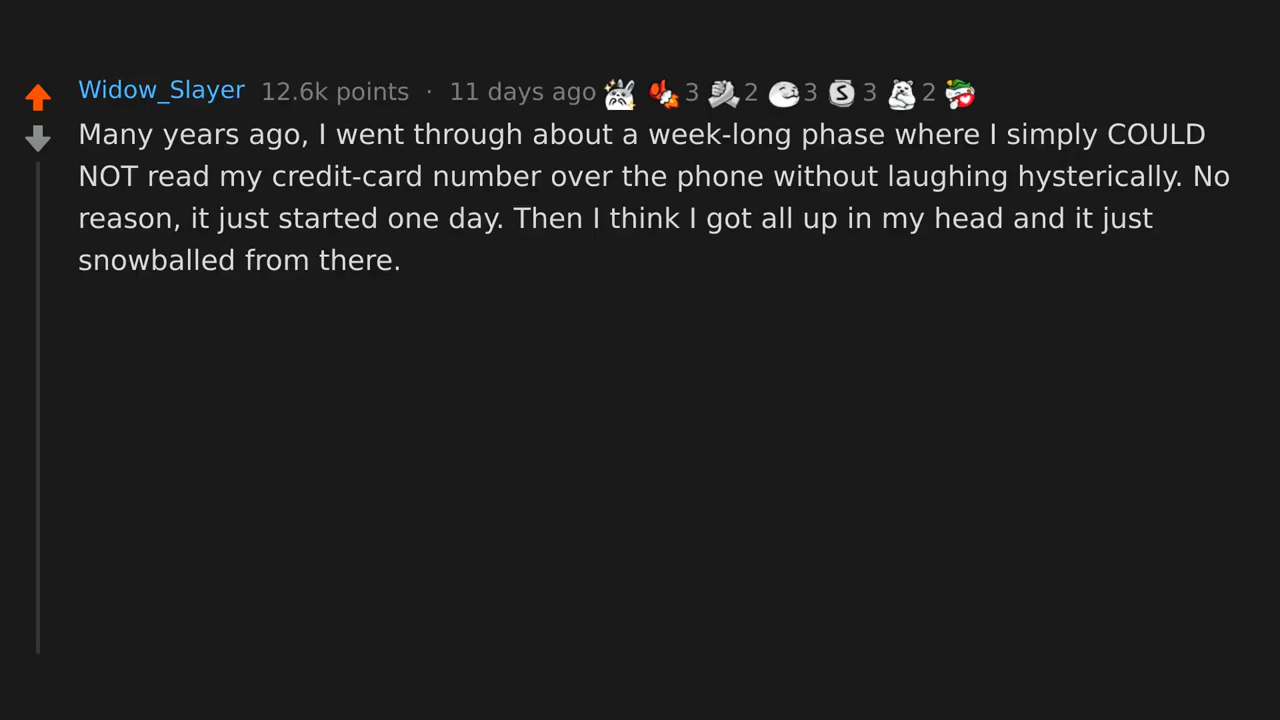 Widow_Slayer 12.6k points · 11 days ago 3 2 3 S 3 2
Many years ago, I went through about a week-long phase where I simply COULD
NOT read my credit-card number over the phone without laughing hysterically. No
reason, it just started one day. Then I think I got all up in my head and it just
snowballed from there.